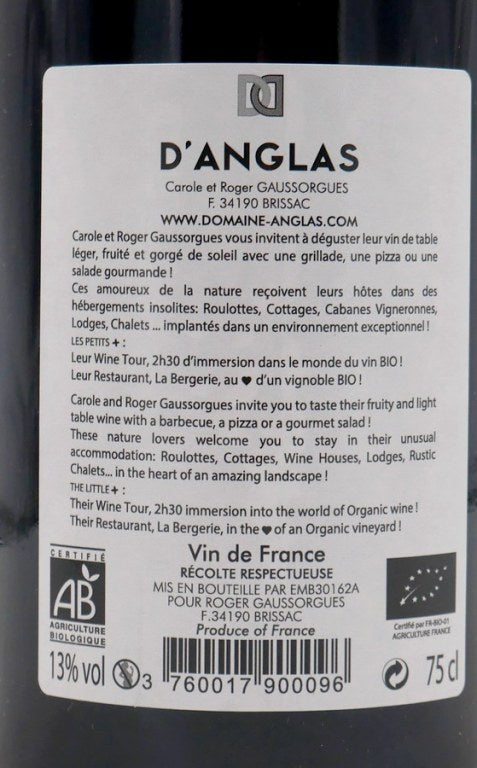 D'ANGLAS
Carole et Roger GAUSSORGUES
F. 34190 BRISSAC
WWW.DOMAINE-ANGLAS.COM
Carole et Roger Gaussorgues vous invitent à déguster leur vin de table
léger, fruité et gorgé de soleil avec une grillade, une pizza ou une
salade gourmande !
Ces amoureux de la nature reçoivent leurs hôtes dans des
hébergements insolites: Roulottes, Cottages, Cabanes Vigneronnes,
Lodges, Chalets ... implantés dans un environnement exceptionnel !
LES PETITS + :
Leur Wine Tour, 2h30 d'immersion dans le monde du vin BIO !
Leur Restaurant, La Bergerie, au ♥ d'un vignoble BIO !
Carole and Roger Gaussorgues invite you to taste their fruity and light
table wine with a barbecue, a pizza or a gourmet salad !
These nature lovers welcome you to stay in their unusual
accommodation: Roulottes, Cottages, Wine Houses, Lodges, Rustic
Chalets... in the heart of an amazing landscape !
THE LITTLE + :
Their Wine Tour, 2h30 immersion into the world of Organic wine !
Their Restaurant, La Bergerie, in the ♥ of an Organic vineyard !
CERTIFIÉ
AB
AGRICULTURE
BIOLOGIQUE
Vin de France
RÉCOLTE RESPECTUEUSE
MIS EN BOUTEILLE PAR EMB30162A
POUR ROGER GAUSSORGUES
F.34190 BRISSAC
Produce of France
Certifié par FR-BIO-01
AGRICULTURE FRANCE
13% vol
3 760017 900096
75 cl